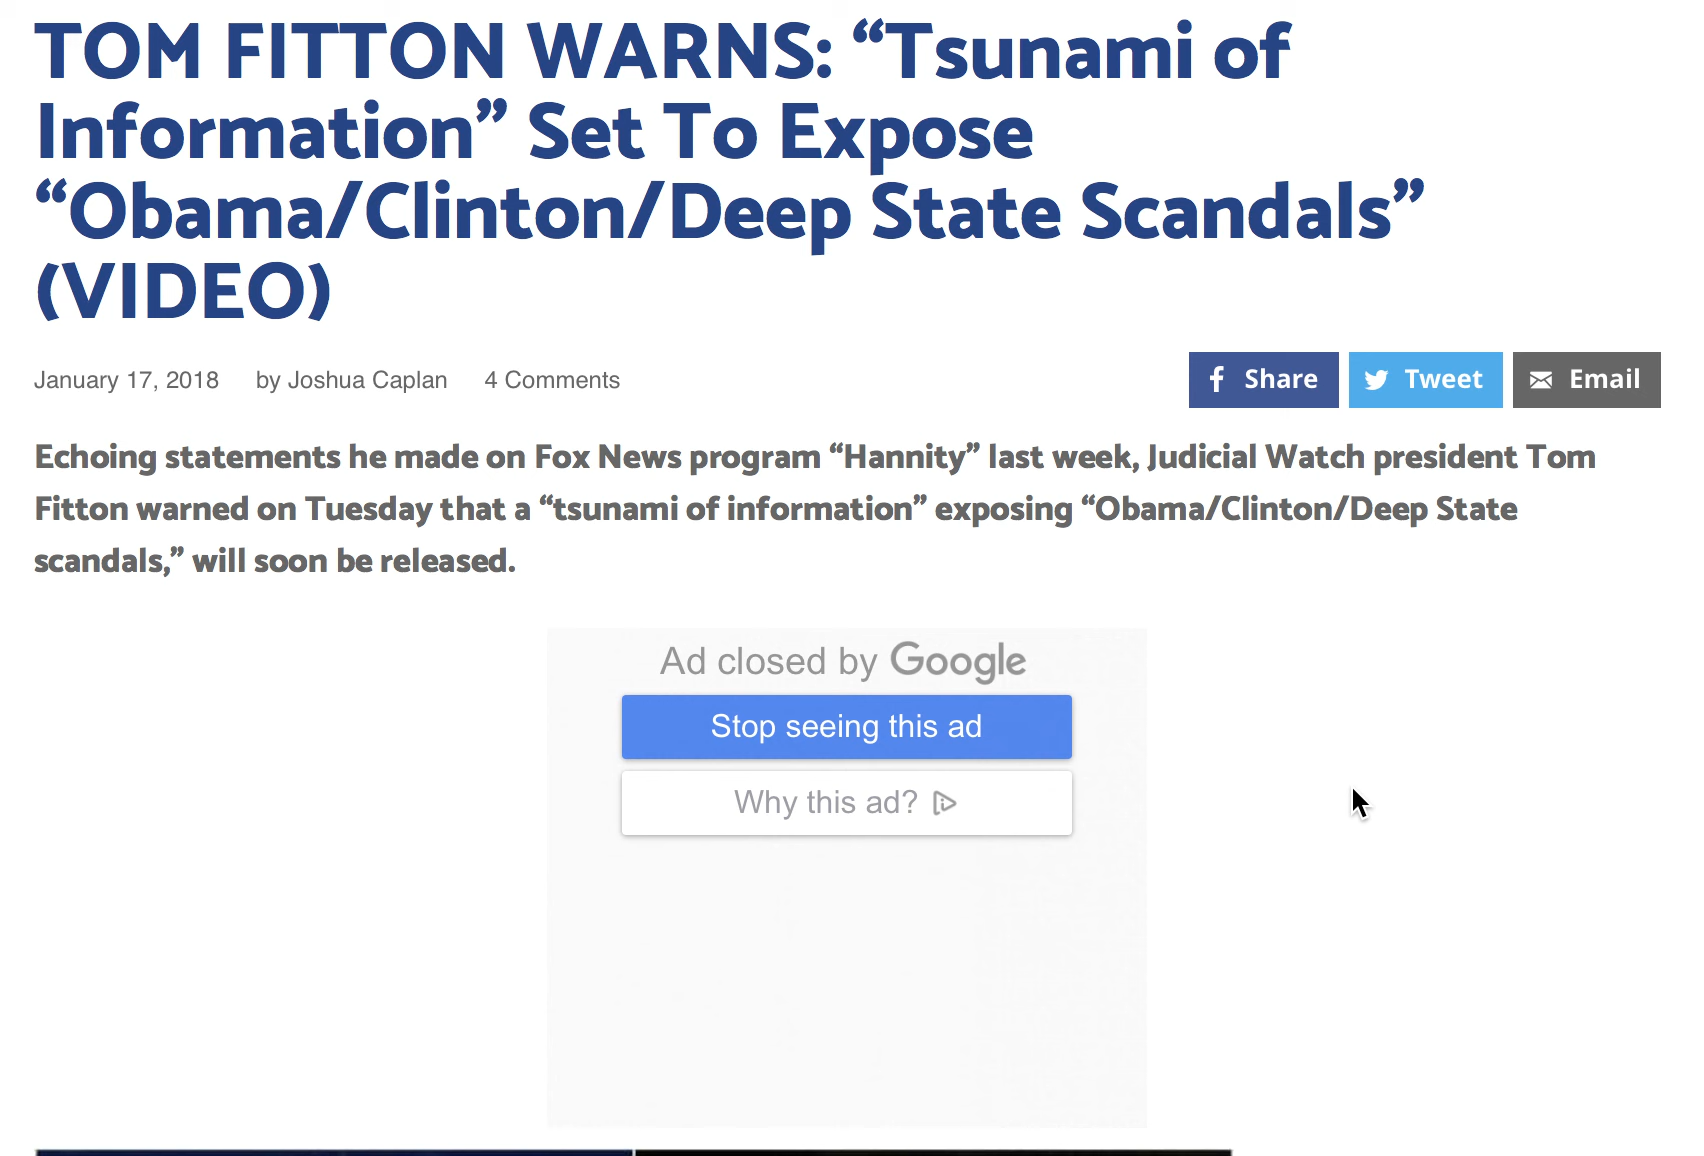 TOM FITTON WARNS: “Tsunami of
Information” Set To Expose
“Obama/Clinton/Deep State Scandals”
(VIDEO)
January 17, 2018 by Joshua Caplan 4 Comments
Share Tweet Email
Echoing statements he made on Fox News program “Hannity” last week, Judicial Watch president Tom
Fitton warned on Tuesday that a “tsunami of information” exposing “Obama/Clinton/Deep State
scandals,” will soon be released.
Ad closed by Google
Stop seeing this ad
Why this ad?